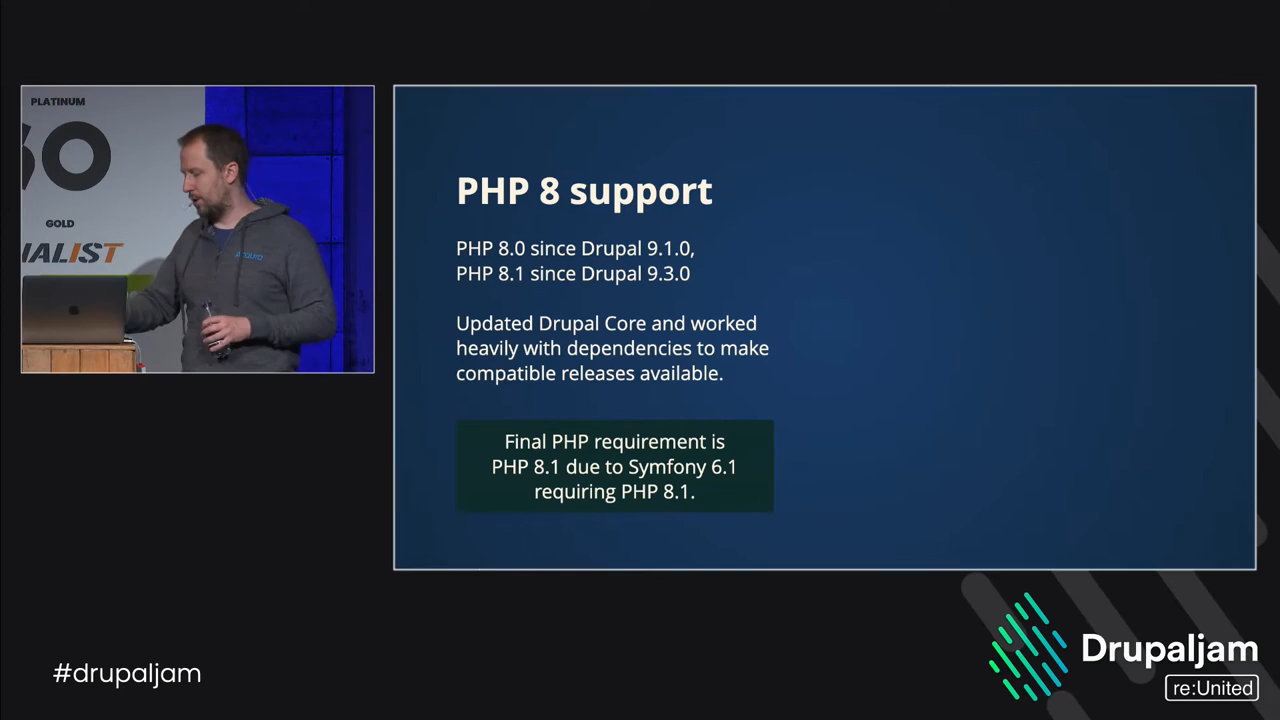 PLATINUM
GOLD
PHP 8 support
PHP 8.0 since Drupal 9.1.0,
PHP 8.1 since Drupal 9.3.0
Updated Drupal Core and worked
heavily with dependencies to make
compatible releases available.
Final PHP requirement is
PHP 8.1 due to Symfony 6.1
requiring PHP 8.1.
#drupaljam
Drupaljam
re:United